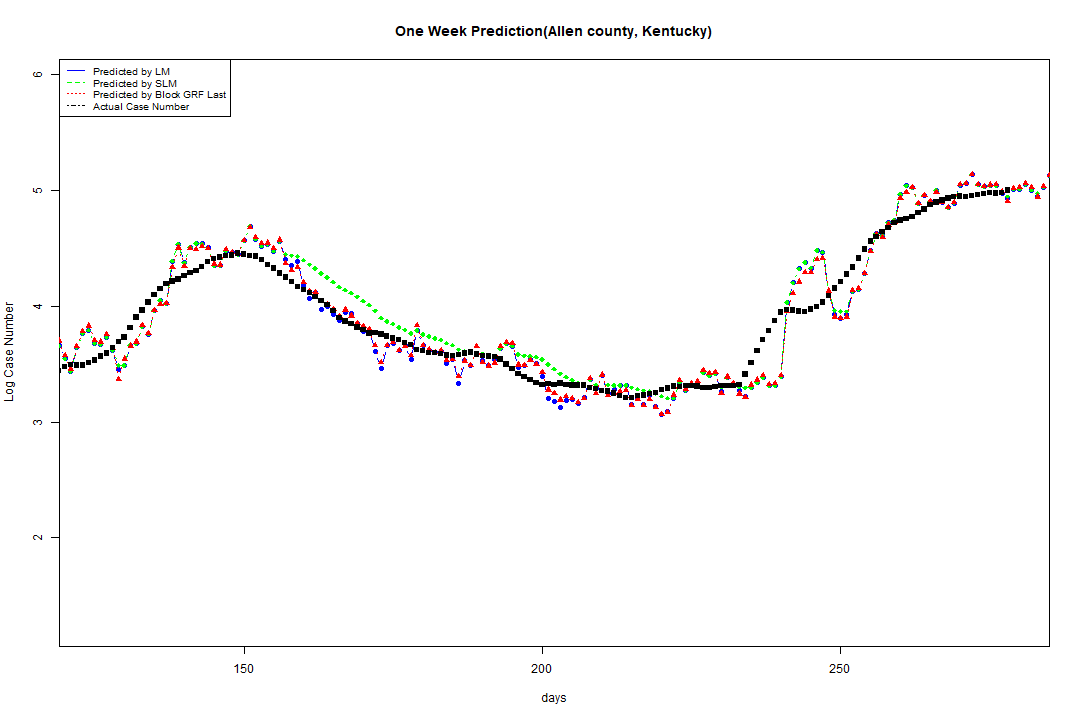 One Week Prediction(Allen county, Kentucky)
Predicted by LM
Predicted by SLM
Predicted by Block GRF Last
Actual Case Number
6
5
4
3
2
Log Case Number
150 200 250
days